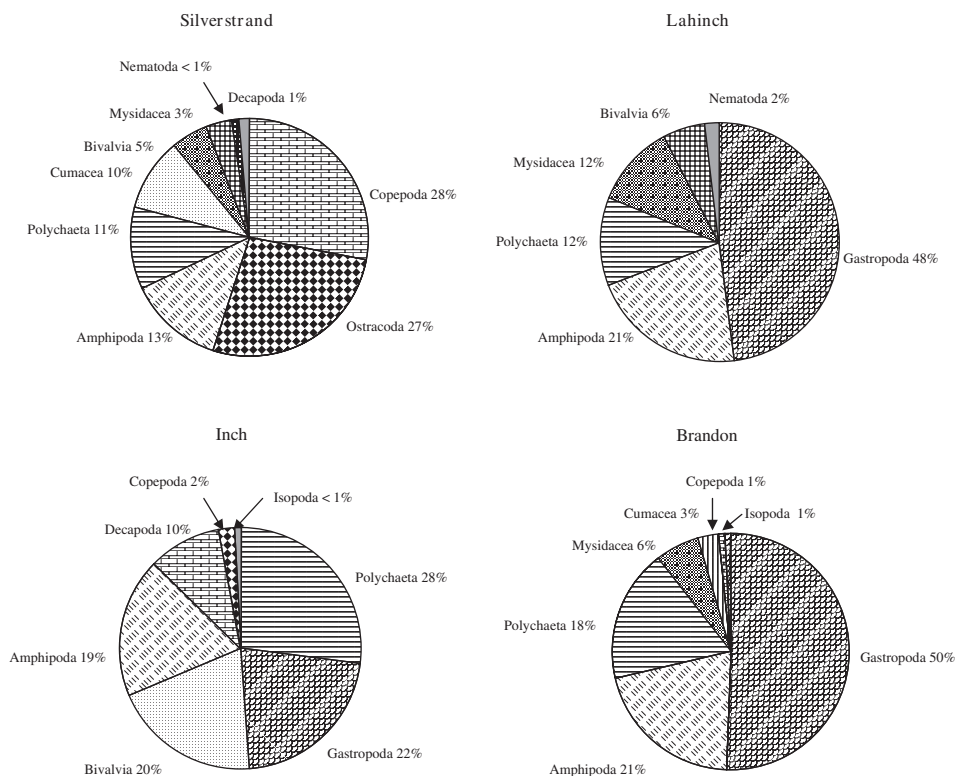 Silverstrand
Nematoda < 1%
Decapoda 1%
Mysidacea 3%
Bivalvia 5%
Cumacea 10%
Copepoda 28%
Polychaeta 11%
Ostracoda 27%
Amphipoda 13%
Lahinch
Nematoda 2%
Bivalvia 6%
Mysidacea 12%
Polychaeta 12%
Gastropoda 48%
Amphipoda 21%
Inch
Copepoda 2%
Isopoda < 1%
Decapoda 10%
Polychaeta 28%
Amphipoda 19%
Gastropoda 22%
Bivalvia 20%
Brandon
Copepoda 1%
Cumacea 3%
Isopoda 1%
Mysidacea 6%
Polychaeta 18%
Gastropoda 50%
Amphipoda 21%